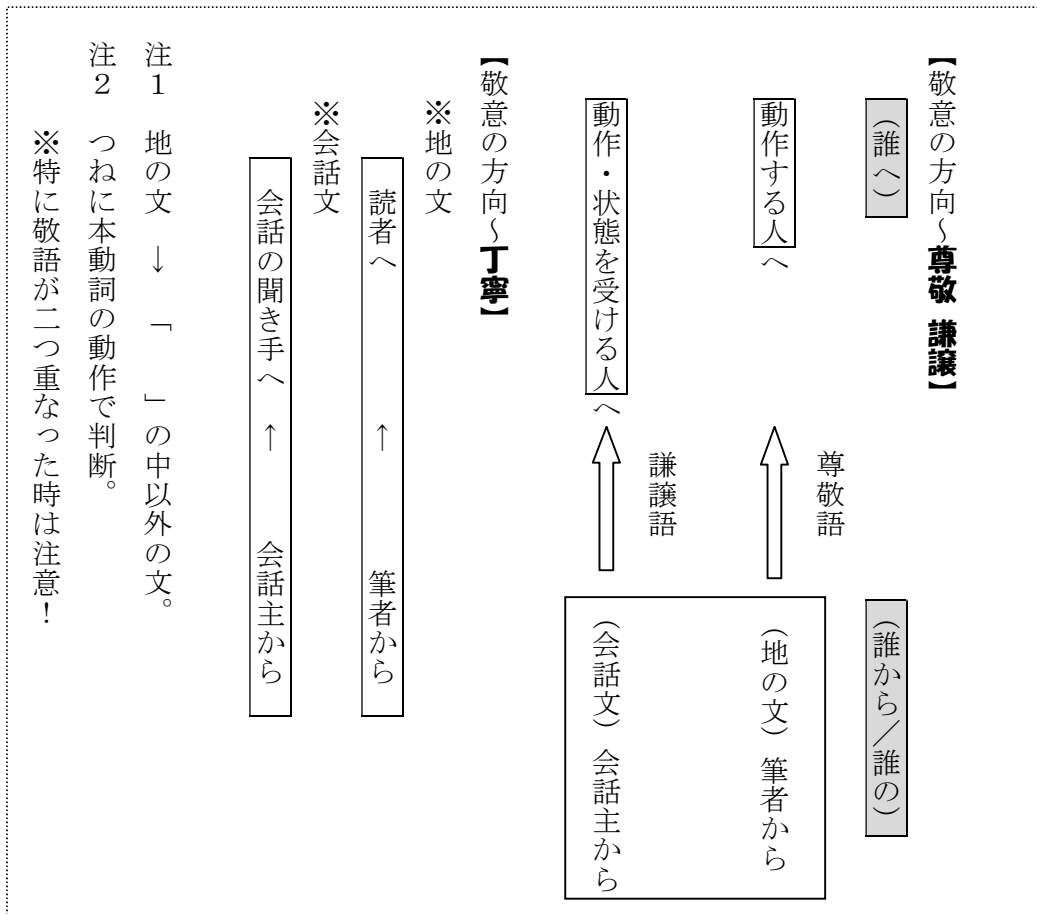 【敬意の方向~尊敬 謙譲】
(誰へ)
(誰から/誰の)
動作する人へ
尊敬語
(地の文) 筆者から
動作・状態を受ける人へ
謙譲語
(会話文) 会話主から
【敬意の方向~丁寧】
※地の文
読者へ ↑ 筆者から
※会話文
会話の聞き手へ ↑ 会話主から
注1 地の文 → 「 」の中以外の文。
注2 つねに本動詞の動作で判断。
※特に敬語が二つ重なった時は注意!